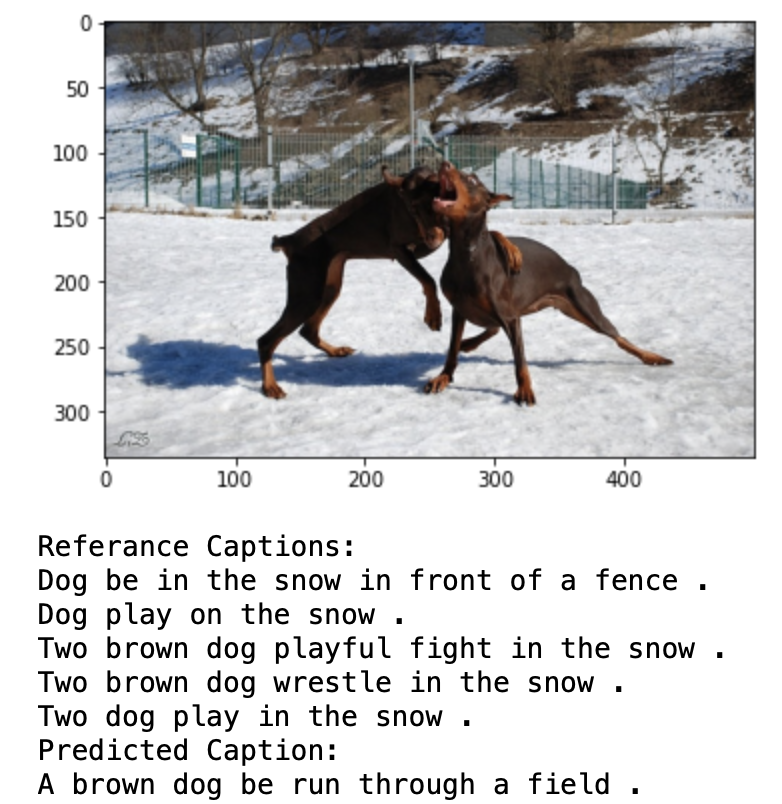 0
50
100
150
200
250
300
0 100 200 300 400
Referance Captions:
Dog be in the snow in front of a fence .
Dog play on the snow .
Two brown dog playful fight in the snow .
Two brown dog wrestle in the snow .
Two dog play in the snow .
Predicted Caption:
A brown dog be run through a field .